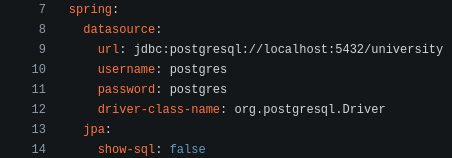 7 spring:
8   datasource:
9     url: jdbc:postgresql://localhost:5432/university
10     username: postgres
11     password: postgres
12     driver-class-name: org.postgresql.Driver
13   jpa:
14     show-sql: false